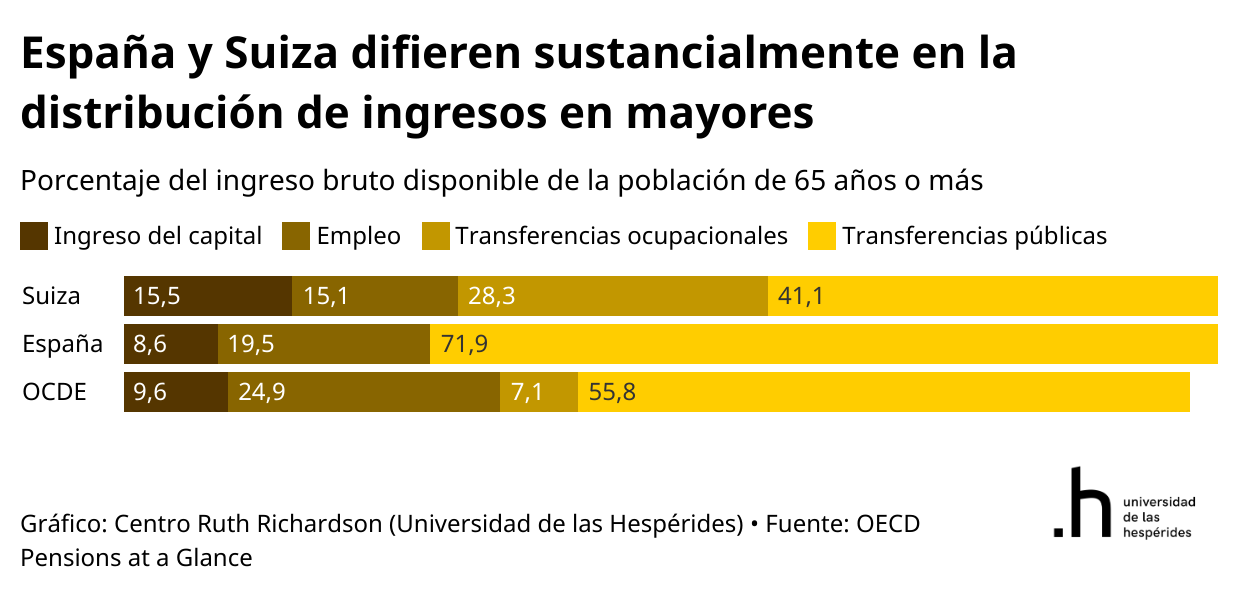 España y Suiza difieren sustancialmente en la
distribución de ingresos en mayores
Porcentaje del ingreso bruto disponible de la población de 65 años o más
Ingreso del capital Empleo Transferencias ocupacionales Transferencias públicas
Suiza 15,5 15,1 28,3 41,1
España 8,6 19,5 71,9
OCDE 9,6 24,9 7,1 55,8
Gráfico: Centro Ruth Richardson (Universidad de las Hespérides) • Fuente: OECD
Pensions at a Glance
.h
universidad
de las
hespérides